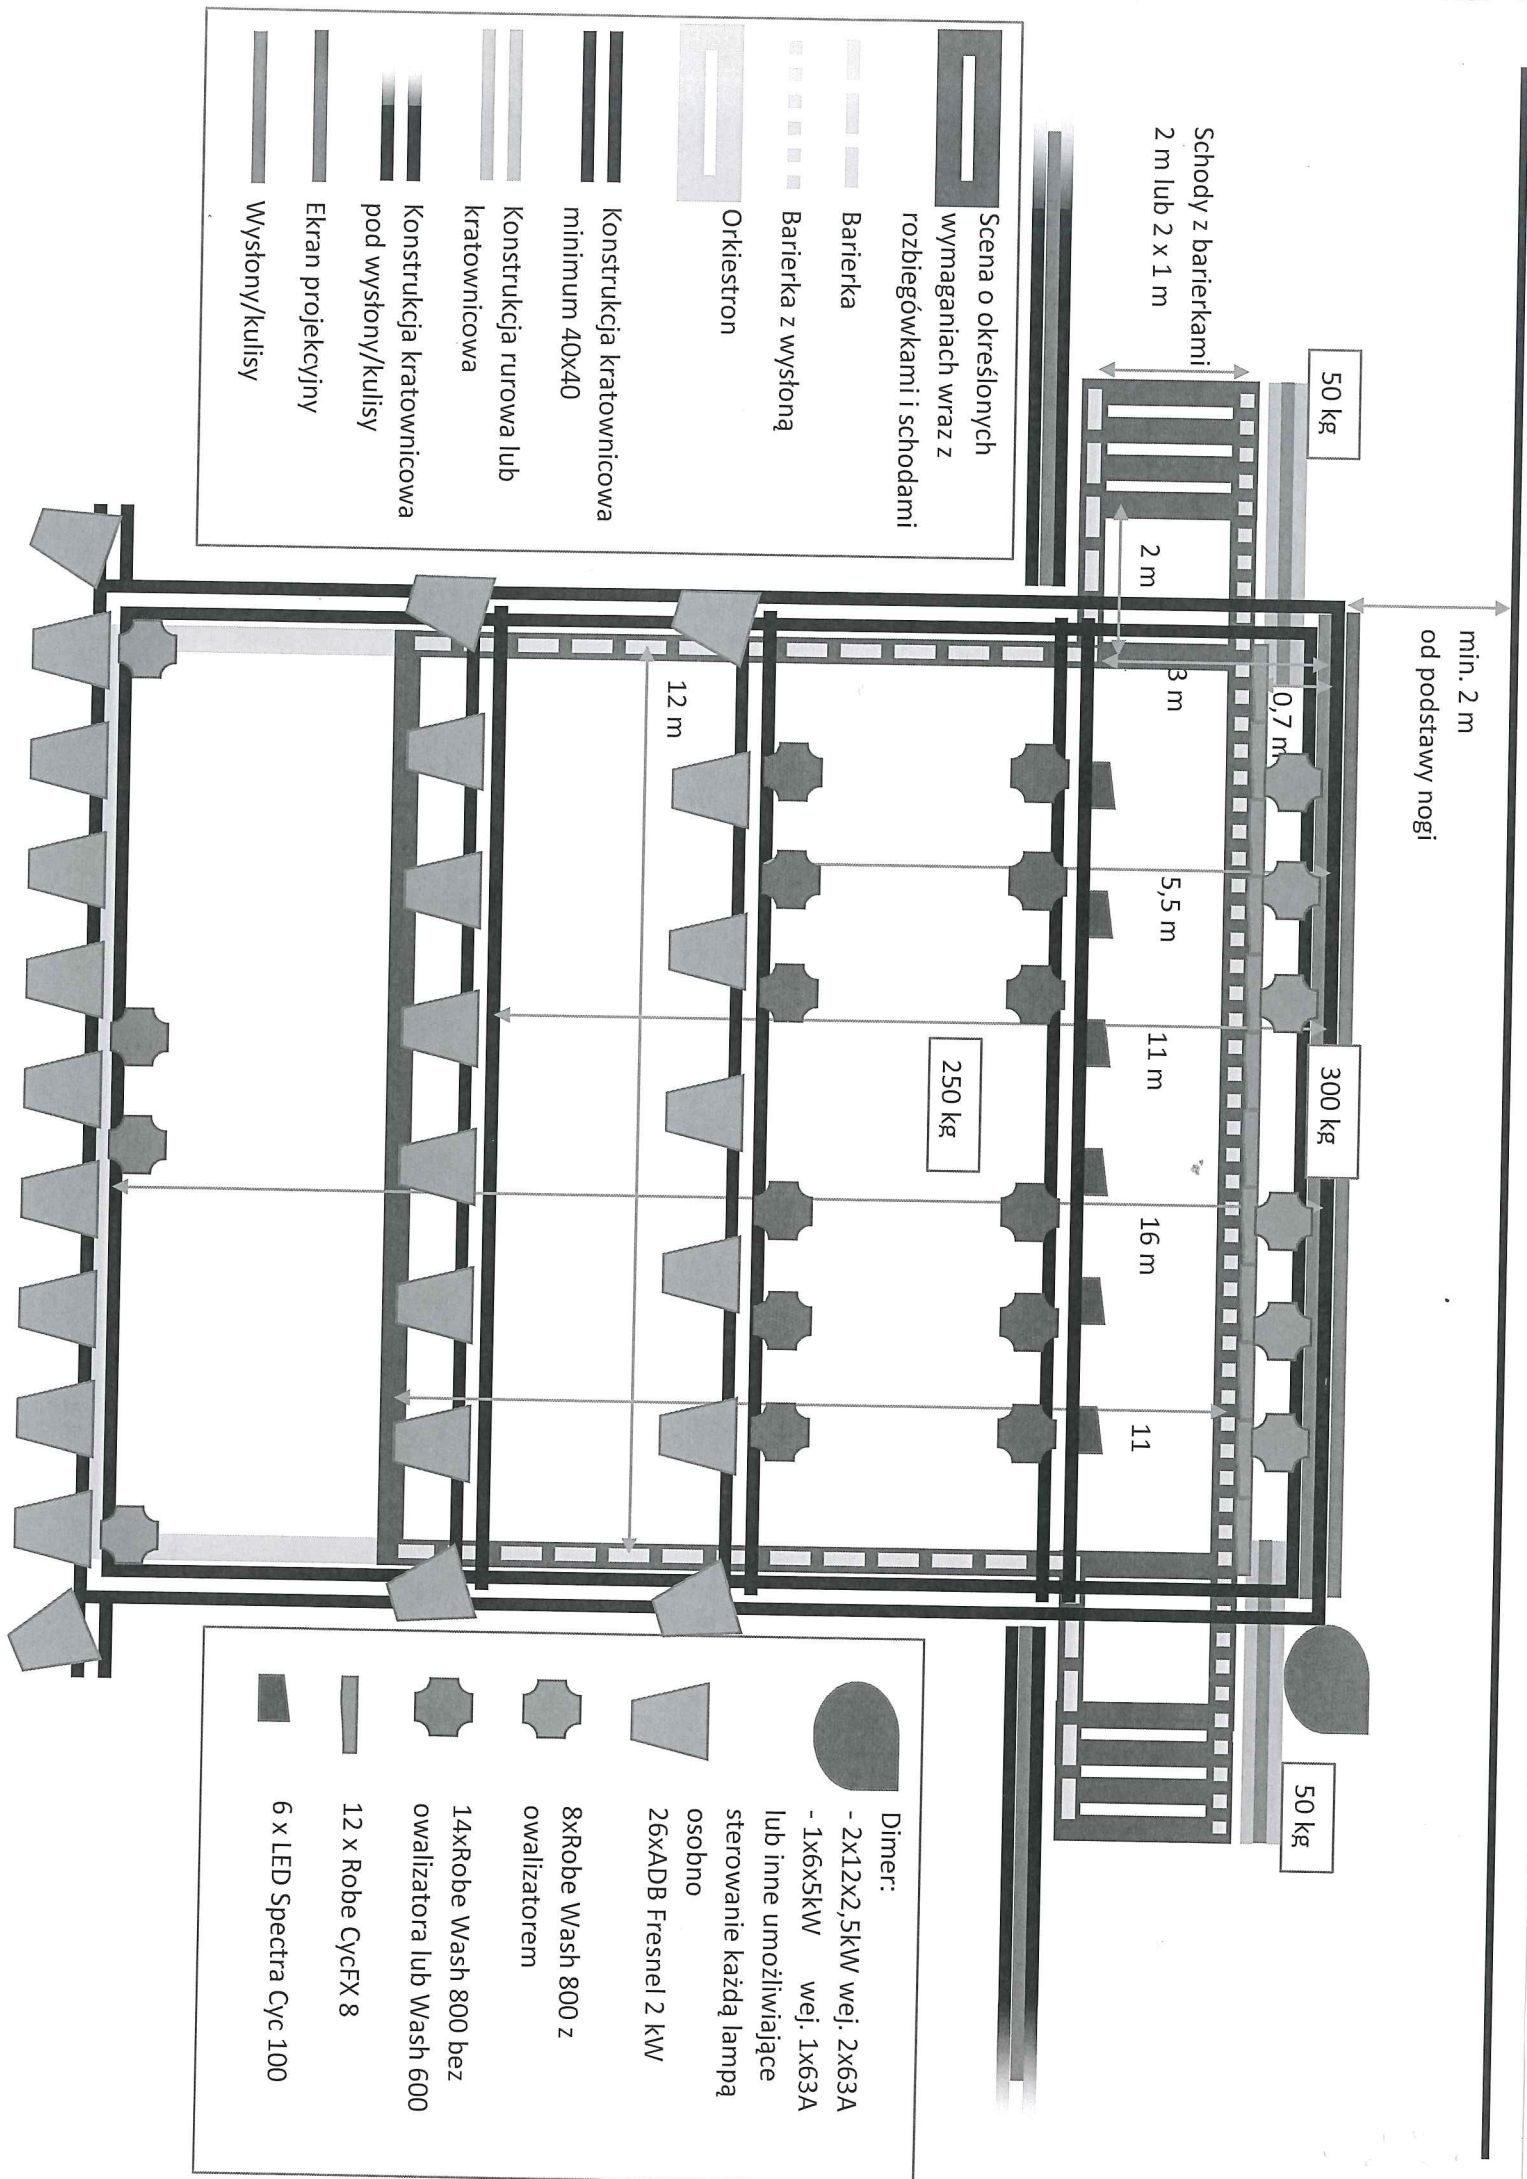 min. 2 m
od podstawy nogi
Schody z barierkami
2 m lub 2 x 1 m
50 kg
300 kg
50 kg
2 m
3 m
0,7 m
5,5 m
11 m
16 m
11
250 kg
12 m
Scena o określonych
wymaganiach wraz z
rozbiegówkami i schodami
Barierka
Barierka z wysłoną
Orkiestron
Konstrukcja kratownicowa
minimum 40x40
Konstrukcja rurowa lub
kratownicowa
Konstrukcja kratownicowa
pod wysłony/kulisy
Ekran projekcyjny
Wysłony/kulisy
Dimer:
- 2x12x2,5kW wej. 2x63A
- 1x6x5kW wej. 1x63A
lub inne umożliwiające
sterowanie każdą lampą
osobno
26xADB Fresnel 2 kW
8xRobe Wash 800 z
owalizatorem
14xRobe Wash 800 bez
owalizatora lub Wash 600
12 x Robe CycFX 8
6 x LED Spectra Cyc 100